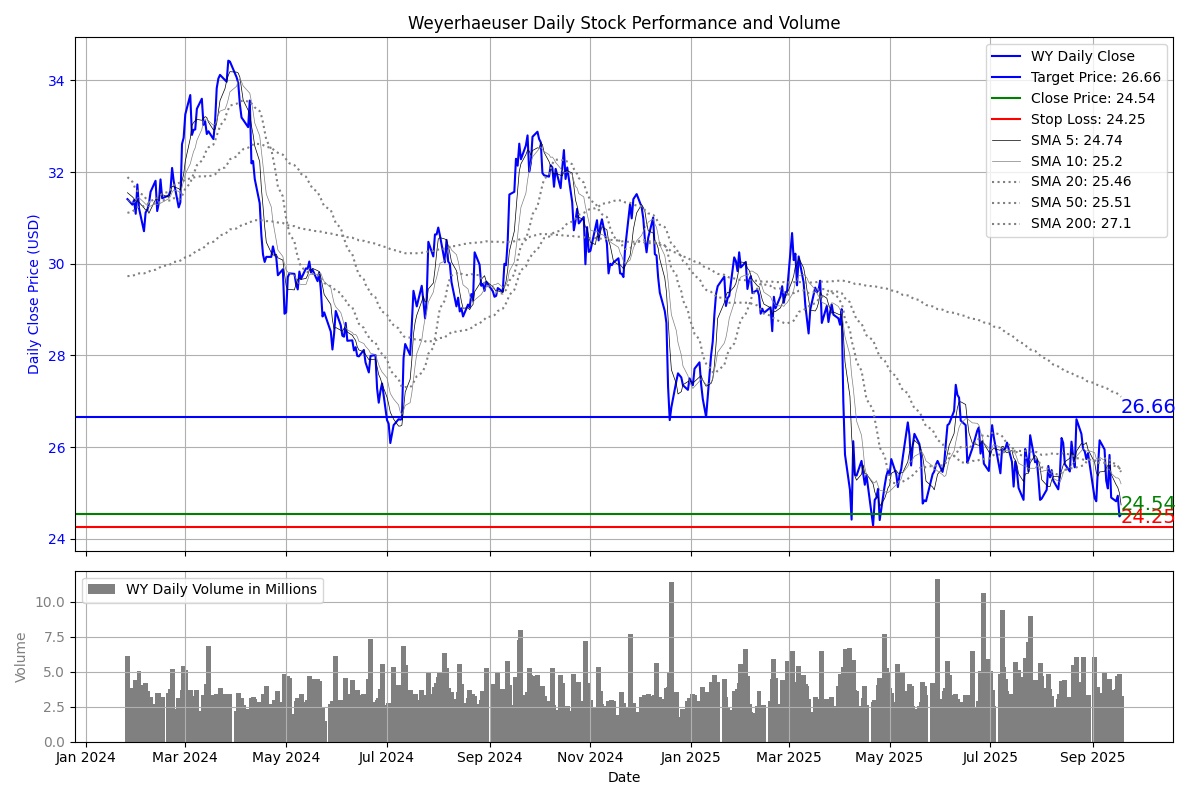 Weyerhaeuser Daily Stock Performance and Volume
Daily Close Price (USD)
34
32
30
28
26
24
WY Daily Close
Target Price: 26.66
Close Price: 24.54
Stop Loss: 24.25
SMA 5: 24.74
SMA 10: 25.2
SMA 20: 25.46
SMA 50: 25.51
SMA 200: 27.1
26.66
24.54
24.25
Volume
10.0
7.5
5.0
2.5
0.0
WY Daily Volume in Millions
Jan 2024
Mar 2024
May 2024
Jul 2024
Sep 2024
Nov 2024
Jan 2025
Mar 2025
May 2025
Jul 2025
Sep 2025
Date